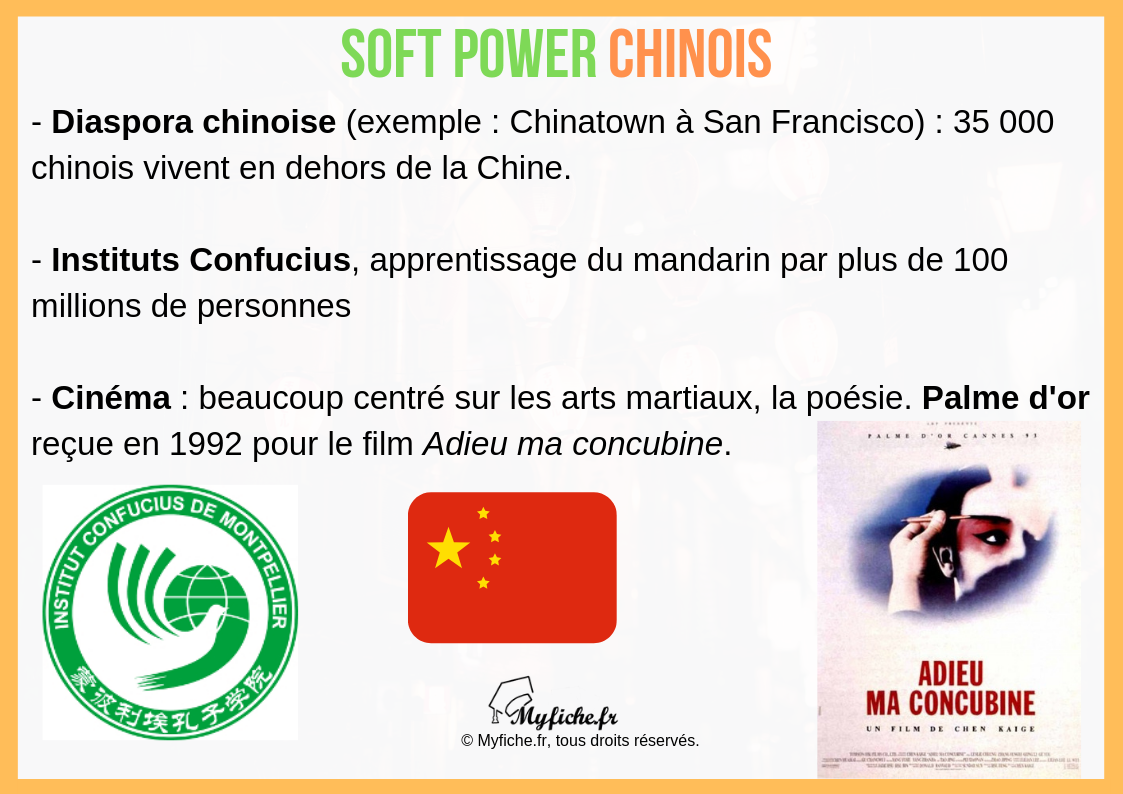 SOFT POWER CHINOIS
- Diaspora chinoise (exemple : Chinatown à San Francisco) : 35 000
chinois vivent en dehors de la Chine.
- Instituts Confucius, apprentissage du mandarin par plus de 100
millions de personnes
- Cinéma : beaucoup centré sur les arts martiaux, la poésie. Palme d'or
reçue en 1992 pour le film Adieu ma concubine.
INSTITUT CONFUCIUS DE MONTPELLIER
蒙彼利埃孔子学院
Myfiche.fr
© Myfiche.fr, tous droits réservés.
PALME D'OR CANNES 93
ADIEU
MA CONCUBINE
UN FILM DE CHEN KAIGE